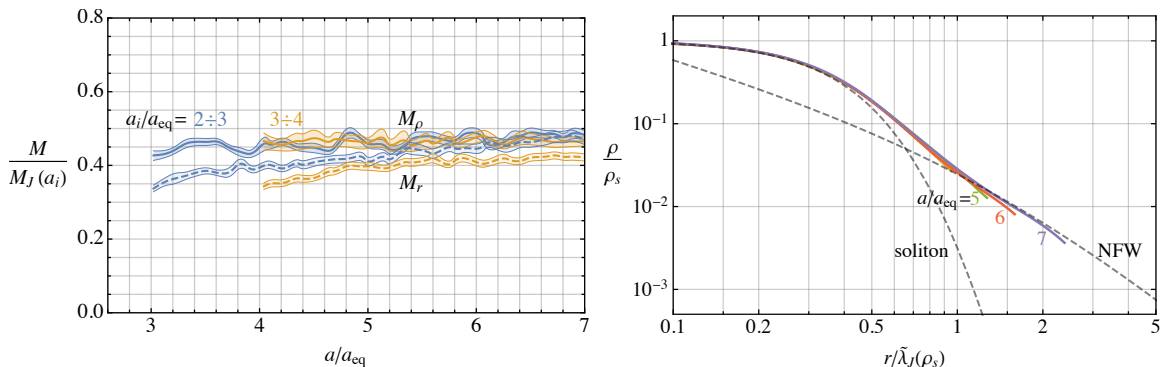 0.8
0.6
0.4
0.2
0.0
M
M_J(a_i)
a_i/a_eq= 2÷3
3÷4
M_ρ
M_r
3
4
5
6
7
a/a_eq
1
10⁻¹
10⁻²
10⁻³
ρ
ρ_s
a/a_eq=5
6
7
soliton
NFW
0.1
0.2
0.5
1
2
5
r/λ̃_J(ρ_s)